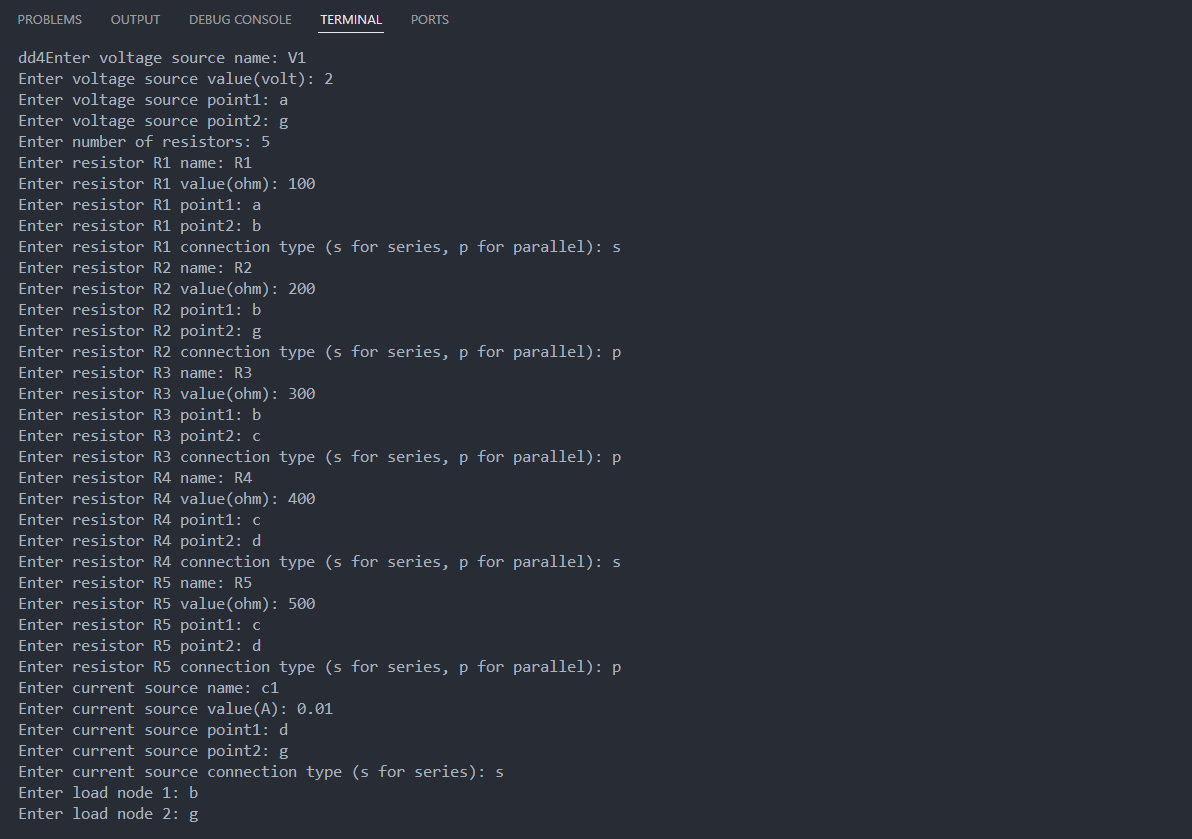 PROBLEMS OUTPUT DEBUG CONSOLE TERMINAL PORTS
dd4Enter voltage source name: V1
Enter voltage source value(volt): 2
Enter voltage source point1: a
Enter voltage source point2: g
Enter number of resistors: 5
Enter resistor R1 name: R1
Enter resistor R1 value(ohm): 100
Enter resistor R1 point1: a
Enter resistor R1 point2: b
Enter resistor R1 connection type (s for series, p for parallel): s
Enter resistor R2 name: R2
Enter resistor R2 value(ohm): 200
Enter resistor R2 point1: b
Enter resistor R2 point2: g
Enter resistor R2 connection type (s for series, p for parallel): p
Enter resistor R3 name: R3
Enter resistor R3 value(ohm): 300
Enter resistor R3 point1: b
Enter resistor R3 point2: c
Enter resistor R3 connection type (s for series, p for parallel): p
Enter resistor R4 name: R4
Enter resistor R4 value(ohm): 400
Enter resistor R4 point1: c
Enter resistor R4 point2: d
Enter resistor R4 connection type (s for series, p for parallel): s
Enter resistor R5 name: R5
Enter resistor R5 value(ohm): 500
Enter resistor R5 point1: c
Enter resistor R5 point2: d
Enter resistor R5 connection type (s for series, p for parallel): p
Enter current source name: c1
Enter current source value(A): 0.01
Enter current source point1: d
Enter current source point2: g
Enter current source connection type (s for series): s
Enter load node 1: b
Enter load node 2: g